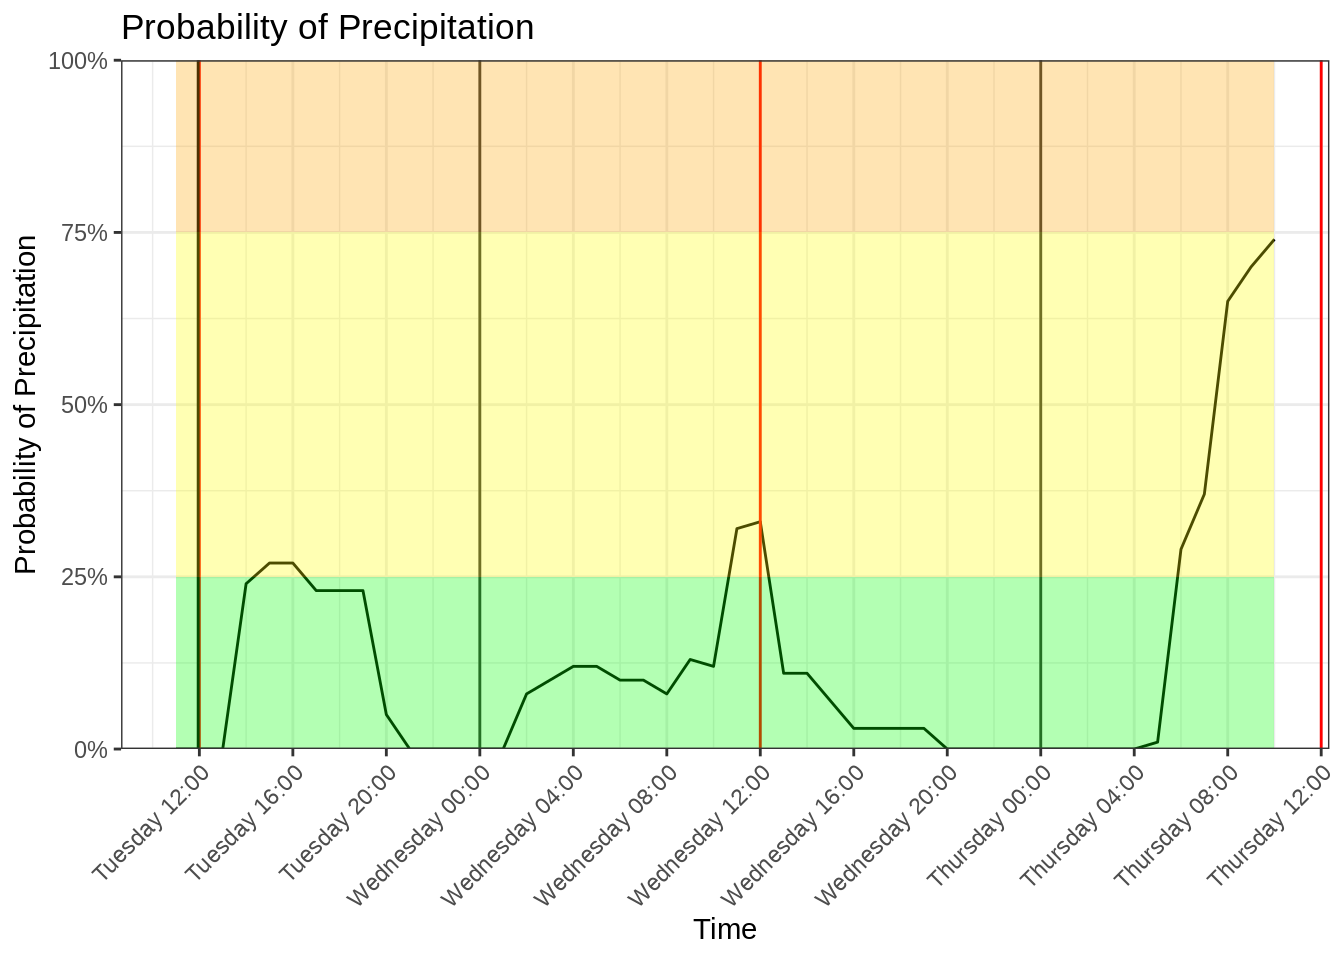 Probability of Precipitation
Probability of Precipitation
100%
75%
50%
25%
0%
Tuesday 12:00
Tuesday 16:00
Tuesday 20:00
Wednesday 00:00
Wednesday 04:00
Wednesday 08:00
Wednesday 12:00
Wednesday 16:00
Wednesday 20:00
Thursday 00:00
Thursday 04:00
Thursday 08:00
Thursday 12:00
Time